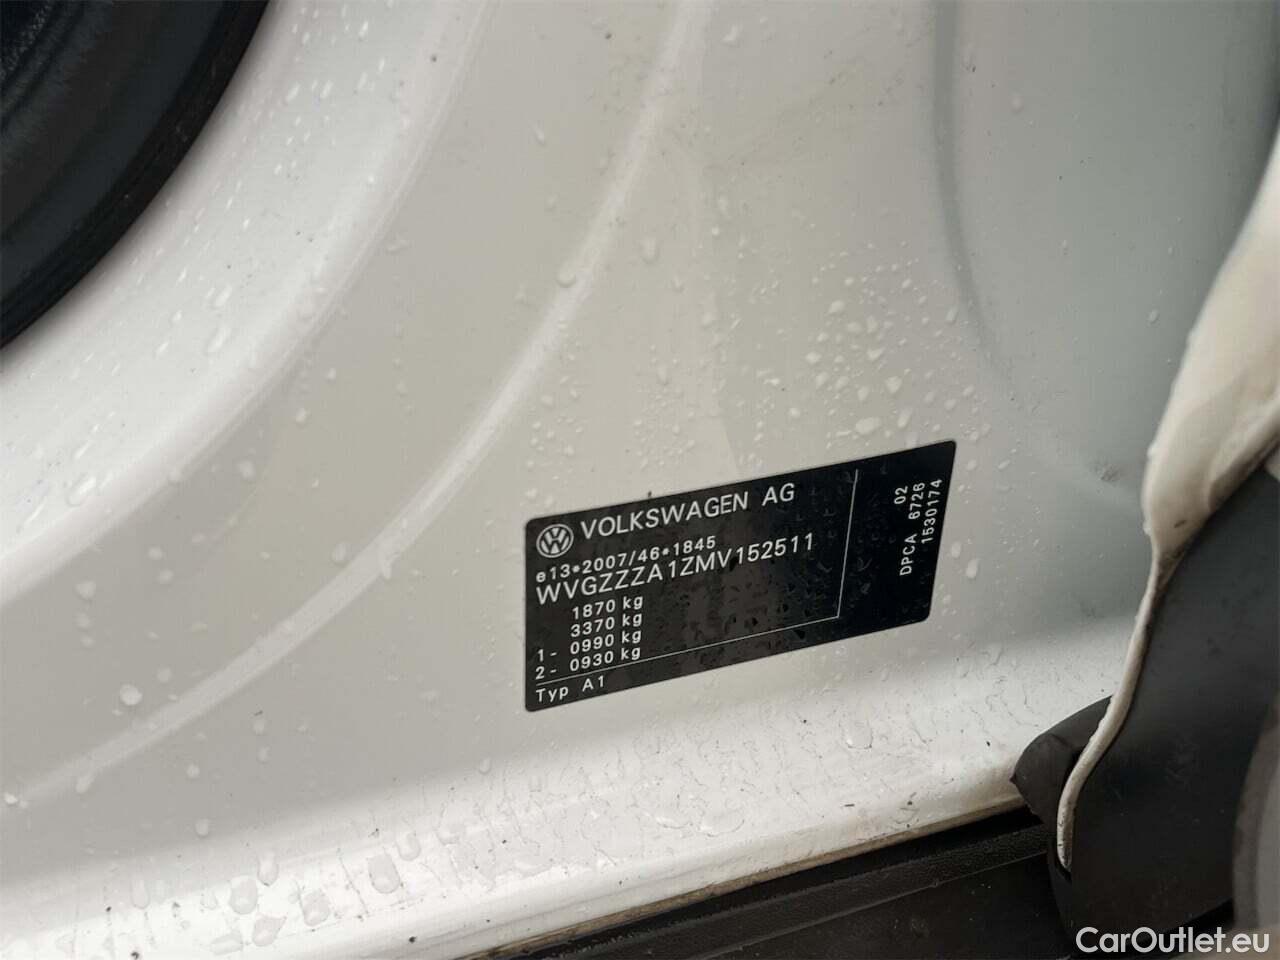 VOLKSWAGEN AG
e13*2007/46*1845
WVGZZZA1ZMV152511
1870 kg
3370 kg
1- 0990 kg
2- 0930 kg
Typ A1
02
DPCA 6726
1530174
CarOutlet.eu